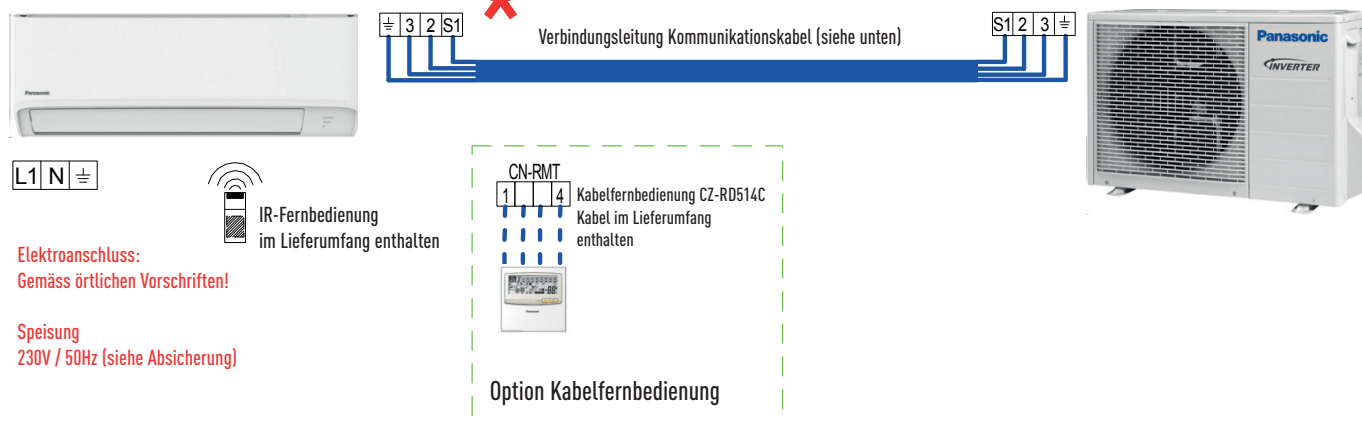 ⏚ 3 2 S1
Verbindungsleitung Kommunikationskabel (siehe unten)
S1 2 3 ⏚
Panasonic
INVERTER
Panasonic
L1 N ⏚
IR-Fernbedienung
im Lieferumfang enthalten
Elektroanschluss:
Gemäss örtlichen Vorschriften!
Speisung
230V / 50Hz (siehe Absicherung)
CN-RMT
1 4
Kabelfernbedienung CZ-RD514C
Kabel im Lieferumfang
enthalten
Panasonic
Option Kabelfernbedienung